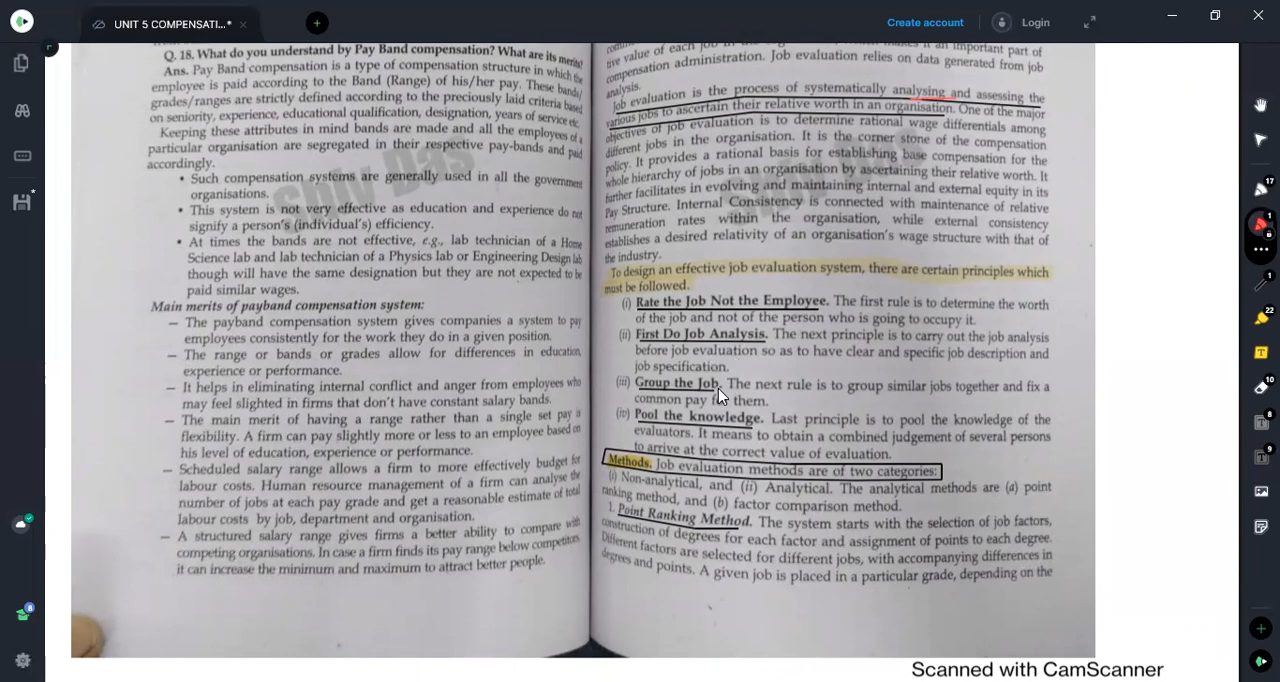 UNIT 5 COMPENSATI...*
Create account
Login
Q. 18. What do you understand by Pay Band compensation? What are its merits?
Ans. Pay Band compensation is a type of compensation structure in which the
employee is paid according to the Band (Range) of his/her pay. These bands/
grades/ranges are strictly defined according to the preciously laid criteria based
on seniority, experience, educational qualification, designation, years of service etc.
Keeping these attributes in mind bands are made and all the employees of a
particular organisation are segregated in their respective pay-bands and paid
accordingly.
• Such compensation systems are generally used in all the government
organisations.
• This system is not very effective as education and experience do not
signify a person's (individual's) efficiency.
• At times the bands are not effective, e.g., lab technician of a Home
Science lab and lab technician of a Physics lab or Engineering Design lab
though will have the same designation but they are not expected to be
paid similar wages.
Main merits of payband compensation system:
– The payband compensation system gives companies a system to pay
employees consistently for the work they do in a given position.
– The range or bands or grades allow for differences in education,
experience or performance.
– It helps in eliminating internal conflict and anger from employees who
may feel slighted in firms that don't have constant salary bands.
– The main merit of having a range rather than a single set pay is
flexibility. A firm can pay slightly more or less to an employee based on
his level of education, experience or performance.
– Scheduled salary range allows a firm to more effectively budget for
labour costs. Human resource management of a firm can analyse the
number of jobs at each pay grade and get a reasonable estimate of total
labour costs by job, department and organisation.
– A structured salary range gives firms a better ability to compare with
competing organisations. In case a firm finds its pay range below competitors,
it can increase the minimum and maximum to attract better people.
Shiv Das
tive value of each job in the it an important part of
compensation administration. Job evaluation relies on data generated from job
analysis.
Job evaluation is the process of systematically analysing and assessing the
various jobs to ascertain their relative worth in an organisation. One of the major
objectives of job evaluation is to determine rational wage differentials among
different jobs in the organisation. It is the corner stone of the compensation
policy. It provides a rational basis for establishing base compensation for the
whole hierarchy of jobs in an organisation by ascertaining their relative worth. It
further facilitates in evolving and maintaining internal and external equity in its
Pay Structure. Internal Consistency is connected with maintenance of relative
remuneration rates within the organisation, while external consistency
establishes a desired relativity of an organisation's wage structure with that of
the industry.
To design an effective job evaluation system, there are certain principles which
must be followed.
(i) Rate the Job Not the Employee. The first rule is to determine the worth
of the job and not of the person who is going to occupy it.
(ii) First Do Job Analysis. The next principle is to carry out the job analysis
before job evaluation so as to have clear and specific job description and
job specification.
(iii) Group the Job. The next rule is to group similar jobs together and fix a
common pay them.
(iv) Pool the knowledge. Last principle is to pool the knowledge of the
evaluators. It means to obtain a combined judgement of several persons
to arrive at the correct value of evaluation.
Methods. Job evaluation methods are of two categories:
(i) Non-analytical, and (ii) Analytical. The analytical methods are (a) point
ranking method, and (b) factor comparison method.
1. Point Ranking Method. The system starts with the selection of job factors,
construction of degrees for each factor and assignment of points to each degree.
Different factors are selected for different jobs, with accompanying differences in
degrees and points. A given job is placed in a particular grade, depending on the
Scanned with CamScanner
17
1
1
22
10
8
9
8